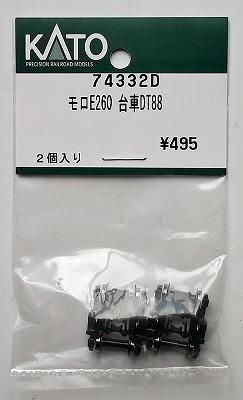 KATO
PRECISION RAILROAD MODELS
74332D
モロE260 台車DT88
¥495
2個入り